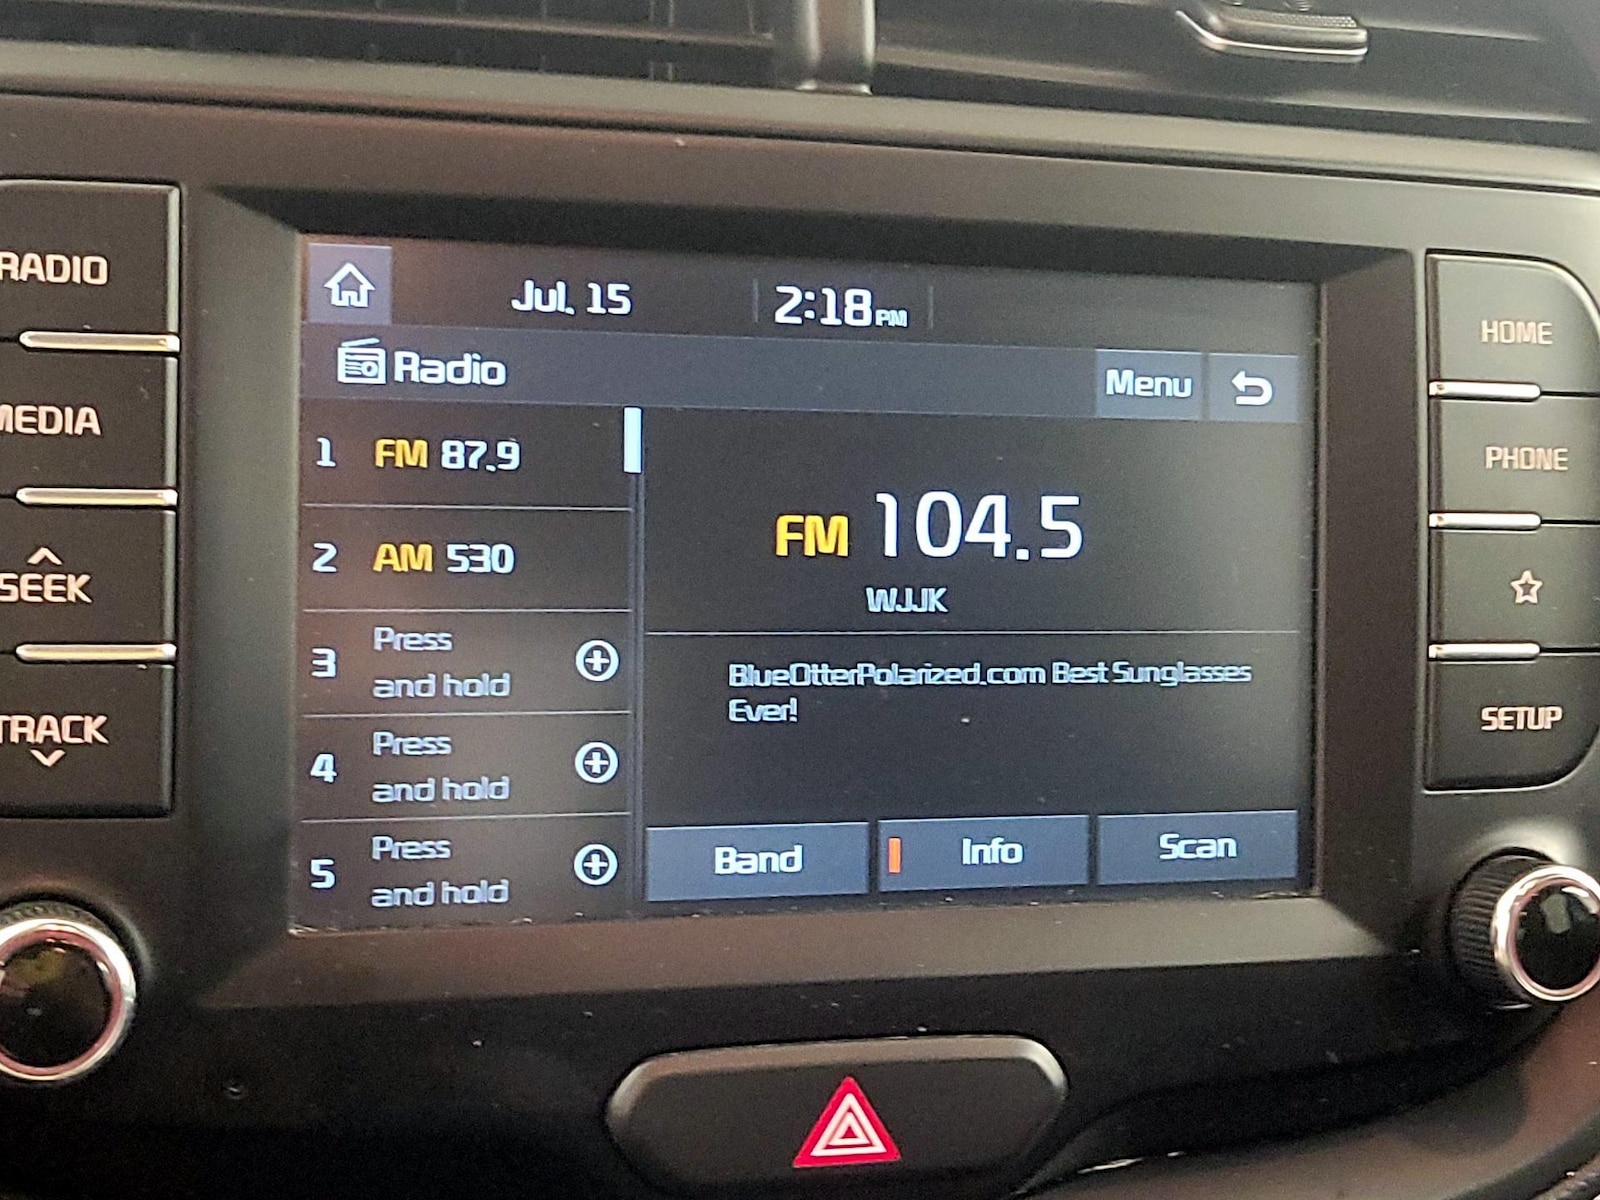 RADIO
MEDIA
SEEK
TRACK
Jul. 15
2:18 PM
Radio
Menu
1 FM 87.9
2 AM 530
3 Press
and hold
4 Press
and hold
5 Press
and hold
FM 104.5
WJJK
BlueOtterPolarized.com Best Sunglasses
Ever!
Band
Info
Scan
HOME
PHONE
SETUP